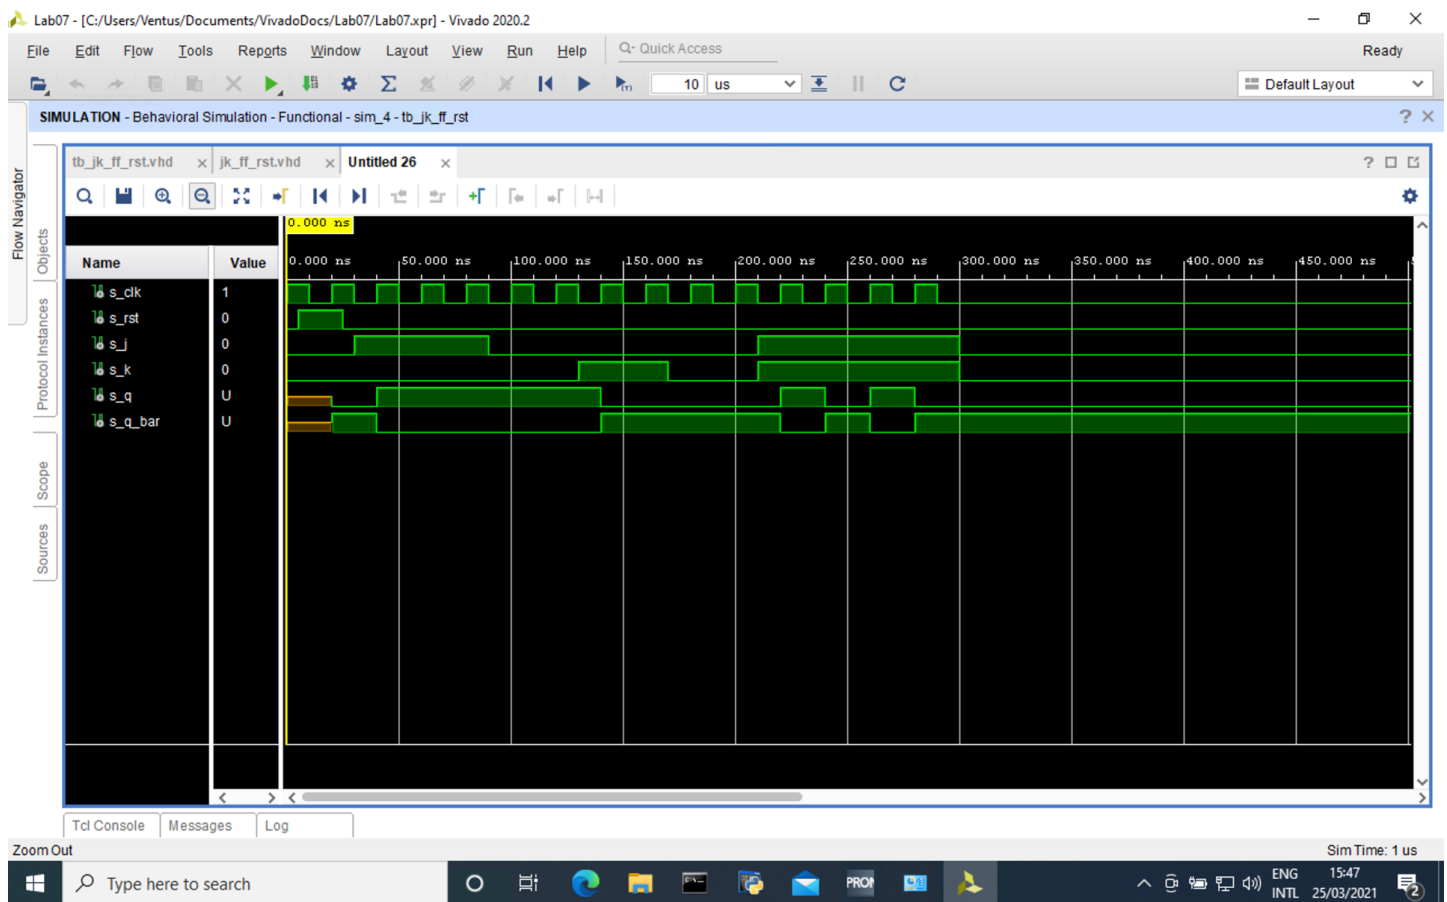 Lab07 - [C:/Users/Ventus/Documents/VivadoDocs/Lab07/Lab07.xpr] - Vivado 2020.2
File Edit Flow Tools Reports Window Layout View Run Help Q- Quick Access Ready
10 us Default Layout
SIMULATION - Behavioral Simulation - Functional - sim_4 - tb_jk_ff_rst
tb_jk_ff_rst.vhd jk_ff_rst.vhd Untitled 26
Flow Navigator
Objects
Protocol Instances
Scope
Sources
0.000 ns
Name Value 0.000 ns 50.000 ns 100.000 ns 150.000 ns 200.000 ns 250.000 ns 300.000 ns 350.000 ns 400.000 ns 450.000 ns
s_clk 1
s_rst 0
s_j 0
s_k 0
s_q U
s_q_bar U
Tcl Console Messages Log
Zoom Out Sim Time: 1 us
Type here to search PRON ENG 15:47
INTL 25/03/2021 2